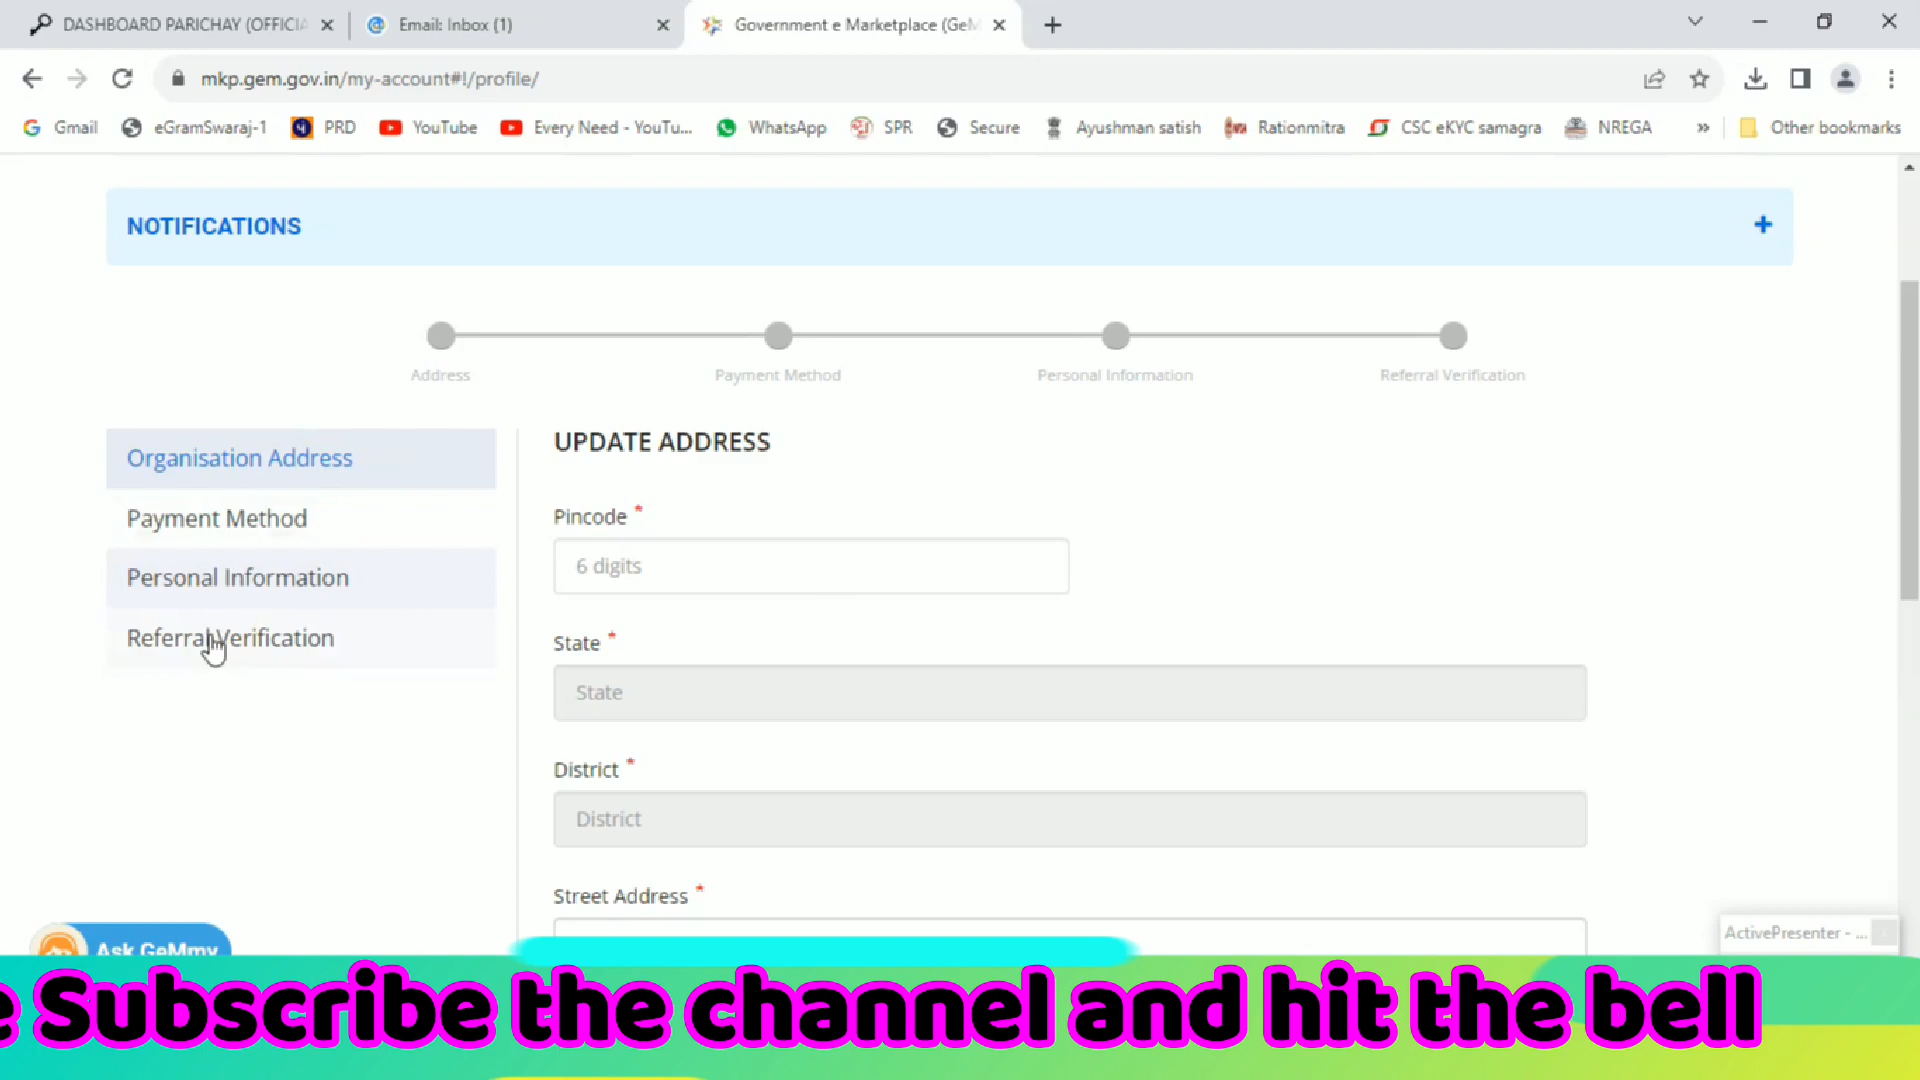 DASHBOARD PARICHAY (OFFICIA
Email: Inbox (1)
Government e Marketplace (GeM
mkp.gem.gov.in/my-account#!/profile/
Gmail
eGramSwaraj-1
PRD
YouTube
Every Need - YouTu...
WhatsApp
SPR
Secure
Ayushman satish
Rationmitra
CSC eKYC samagra
NREGA
»
Other bookmarks
NOTIFICATIONS
+
Address
Payment Method
Personal Information
Referral Verification
Organisation Address
Payment Method
Personal Information
Referral Verification
UPDATE ADDRESS
Pincode *
6 digits
State *
State
District *
District
Street Address *
Ask GeMmy
ActivePresenter - ...
e Subscribe the channel and hit the bell